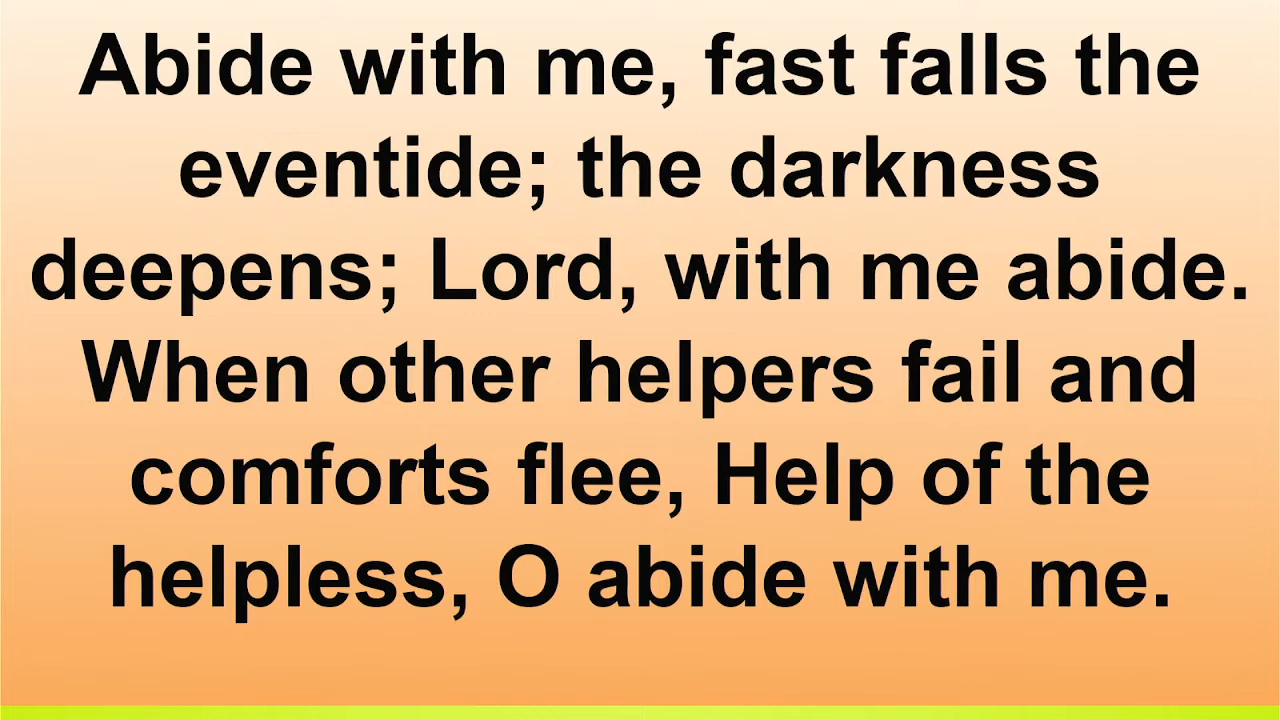 Abide with me, fast falls the
eventide; the darkness
deepens; Lord, with me abide.
When other helpers fail and
comforts flee, Help of the
helpless, O abide with me.